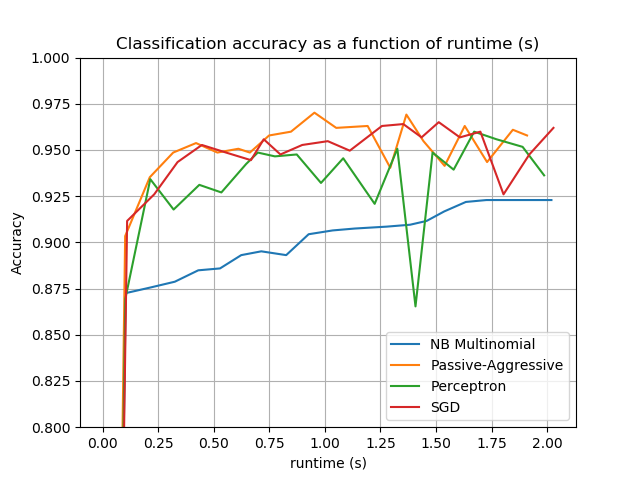 Classification accuracy as a function of runtime (s)
1.000
0.975
0.950
0.925
0.900
0.875
0.850
0.825
0.800
Accuracy
NB Multinomial
Passive-Aggressive
Perceptron
SGD
0.00 0.25 0.50 0.75 1.00 1.25 1.50 1.75 2.00
runtime (s)